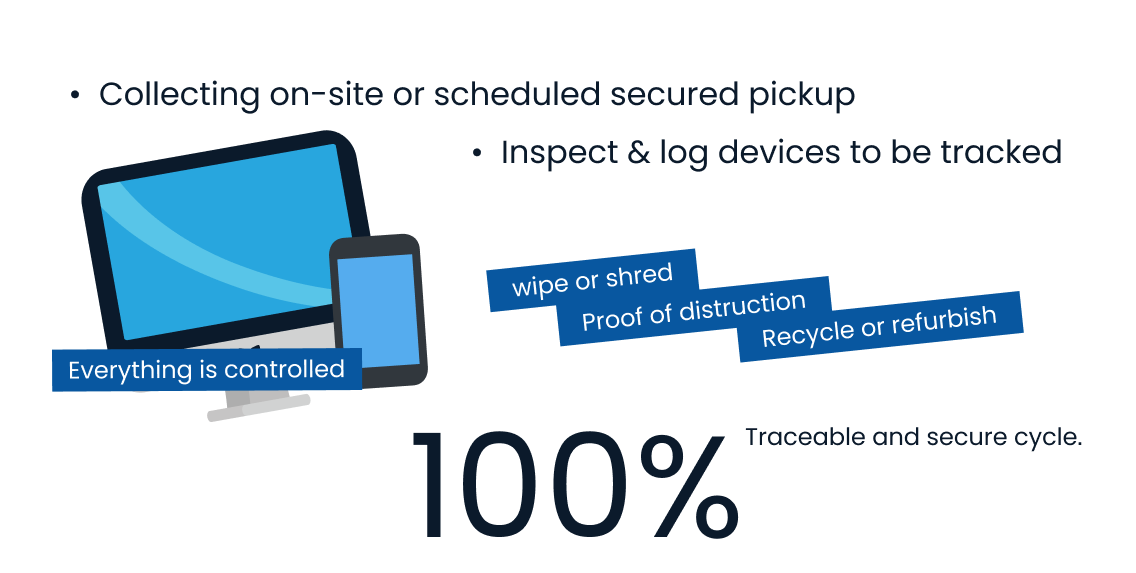 • Collecting on-site or scheduled secured pickup
• Inspect & log devices to be tracked
wipe or shred
Proof of distruction
Recycle or refurbish
Everything is controlled
100%
Traceable and secure cycle.